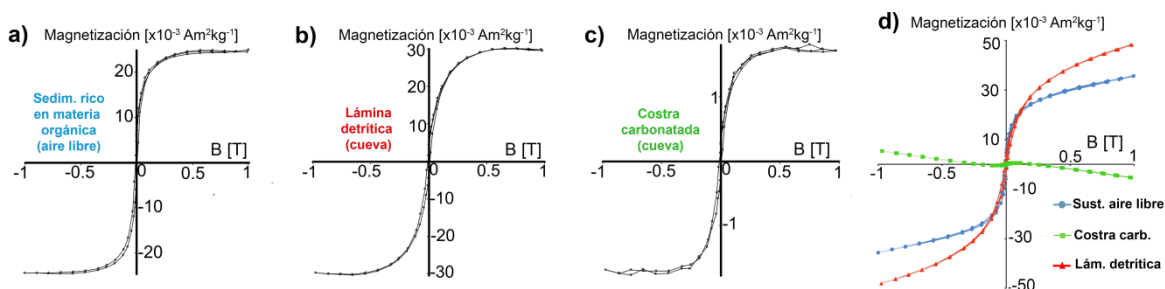 a)
Magnetización [x10⁻³ Am²kg⁻¹]
20
Sedim. rico
en materia
orgánica
(aire libre)
10
B [T]
-1
-0.5
0
0.5
1
-10
-20
b)
Magnetización [x10⁻³ Am²kg⁻¹]
30
20
Lámina
detrítica
(cueva)
10
B [T]
-1
-0.5
0
0.5
1
-10
-20
-30
c)
Magnetización [x10⁻³ Am²kg⁻¹]
1
Costra
carbonatada
(cueva)
B [T]
-1
-0.5
0
0.5
1
-1
d)
Magnetización [x10⁻³ Am²kg⁻¹]
50
30
10
B [T]
-1
-0.5
0
0.5
1
-10
-30
-50
Sust. aire libre
Costra carb.
Lám. detrítica